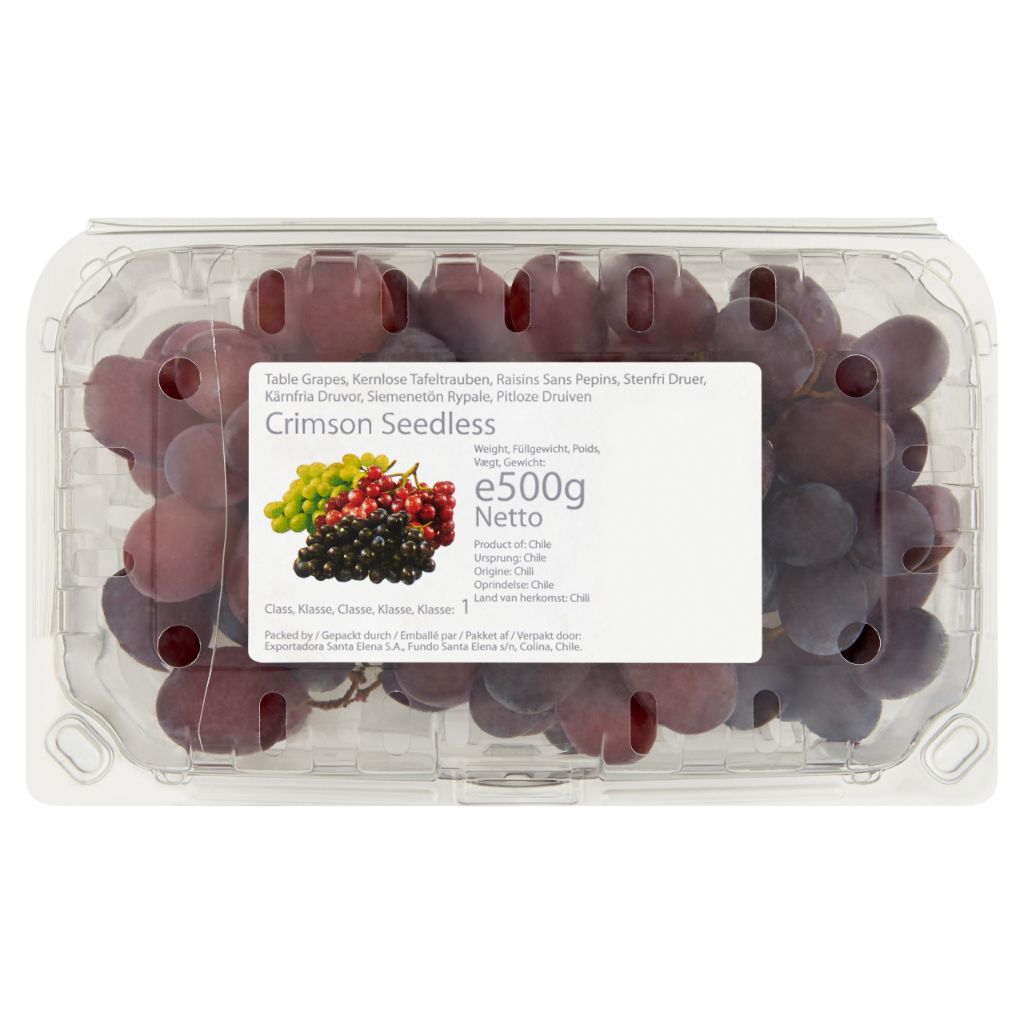 Table Grapes, Kernlose Tafeltrauben, Raisins Sans Pepins, Stenfri Druer,
Kärnfria Druvor, Siemenetön Rypale, Pitloze Druiven
Crimson Seedless
Weight, Füllgewicht, Poids,
Vægt, Gewicht:
e500g
Netto
Product of: Chile
Ursprung: Chile
Origine: Chili
Oprindelse: Chile
Land van herkomst: Chili
Class, Klasse, Classe, Klasse, Klasse: 1
Packed by / Gepackt durch / Emballé par / Pakket af / Verpakt door:
Exportadora Santa Elena S.A., Fundo Santa Elena s/n, Colina, Chile.